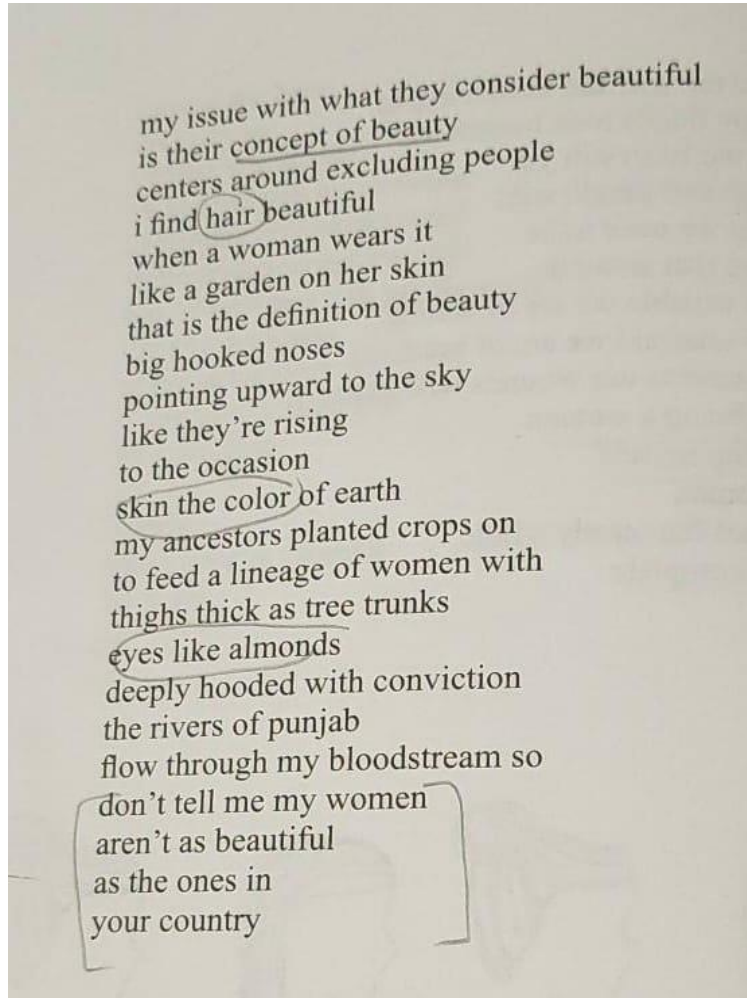 my issue with what they consider beautiful
is their concept of beauty
centers around excluding people
i find hair beautiful
when a woman wears it
like a garden on her skin
that is the definition of beauty
big hooked noses
pointing upward to the sky
like they're rising
to the occasion
skin the color of earth
my ancestors planted crops on
to feed a lineage of women with
thighs thick as tree trunks
eyes like almonds
deeply hooded with conviction
the rivers of punjab
flow through my bloodstream so
don't tell me my women
aren't as beautiful
as the ones in
your country